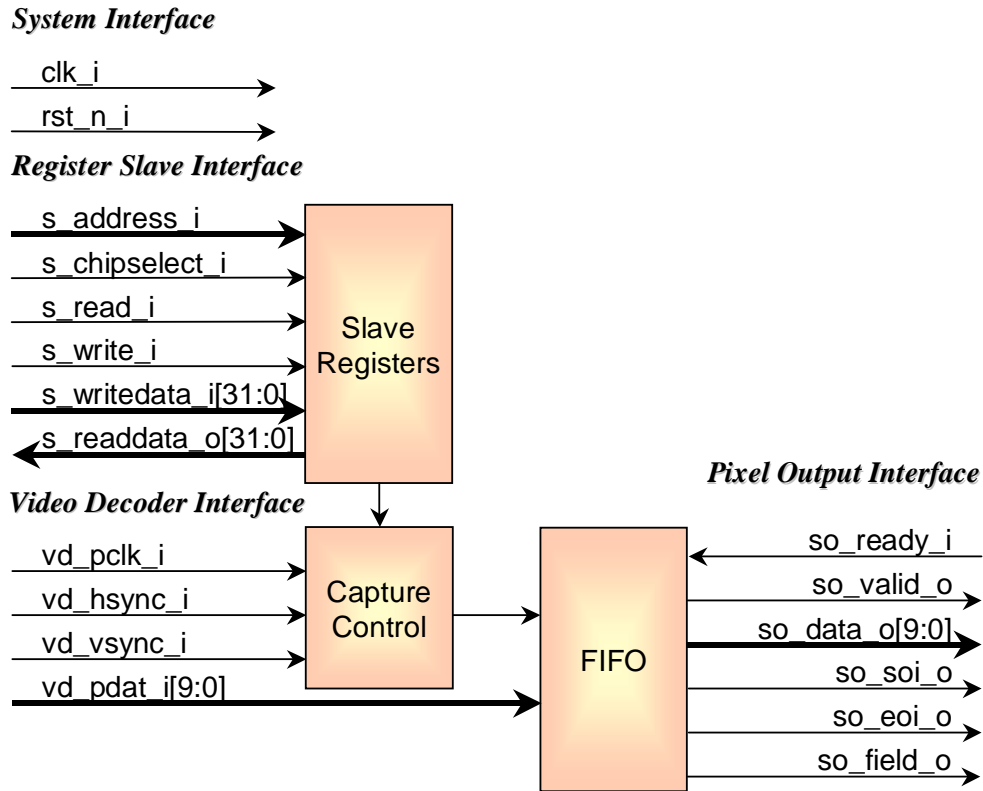 System Interface
clk_i
rst_n_i
Register Slave Interface
s_address_i
s_chipselect_i
s_read_i
s_write_i
s_writedata_i[31:0]
s_readdata_o[31:0]
Slave
Registers
Video Decoder Interface
vd_pclk_i
vd_hsync_i
vd_vsync_i
vd_pdat_i[9:0]
Capture
Control
FIFO
Pixel Output Interface
so_ready_i
so_valid_o
so_data_o[9:0]
so_soi_o
so_eoi_o
so_field_o